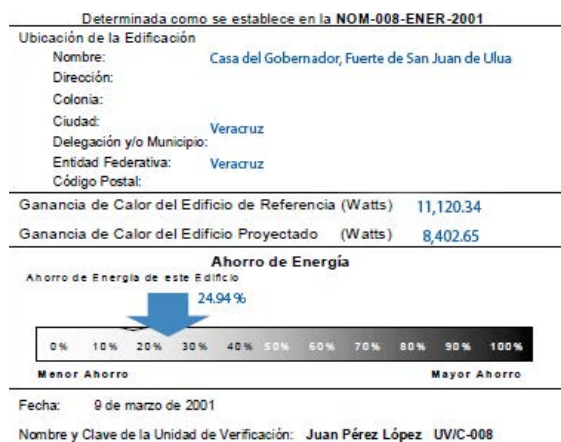 Determinada como se establece en la NOM-008-ENER-2001
Ubicación de la Edificación
Nombre: Casa del Gobernador, Fuerte de San Juan de Ulua
Dirección:
Colonia:
Ciudad: Veracruz
Delegación y/o Municipio:
Entidad Federativa: Veracruz
Código Postal:
Ganancia de Calor del Edificio de Referencia (Watts) 11,120.34
Ganancia de Calor del Edificio Proyectado (Watts) 8,402.65
Ahorro de Energía
Ahorro de Energía de este Edificio
24.94 %
0% 10% 20% 30% 40% 50% 60% 70% 80% 90% 100%
Menor Ahorro Mayor Ahorro
Fecha: 9 de marzo de 2001
Nombre y Clave de la Unidad de Verificación: Juan Pérez López UV/C-008